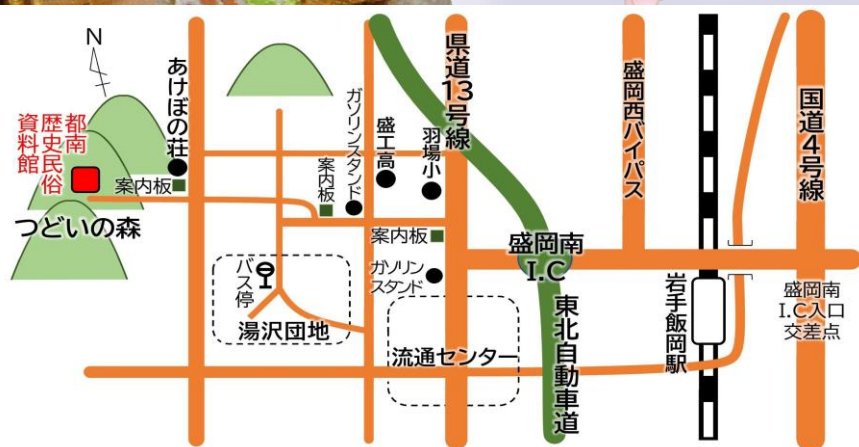 N
都南
歴史民俗
資料館
つどいの森
あけぼの荘
案内板
案内板
ガソリンスタンド
盛工高
羽場小
県道13号線
案内板
ガソリン
スタンド
バス停
湯沢団地
流通センター
盛岡南
I.C
東北自動車道
盛岡西バイパス
岩手飯岡駅
国道4号線
盛岡南
I.C入口
交差点